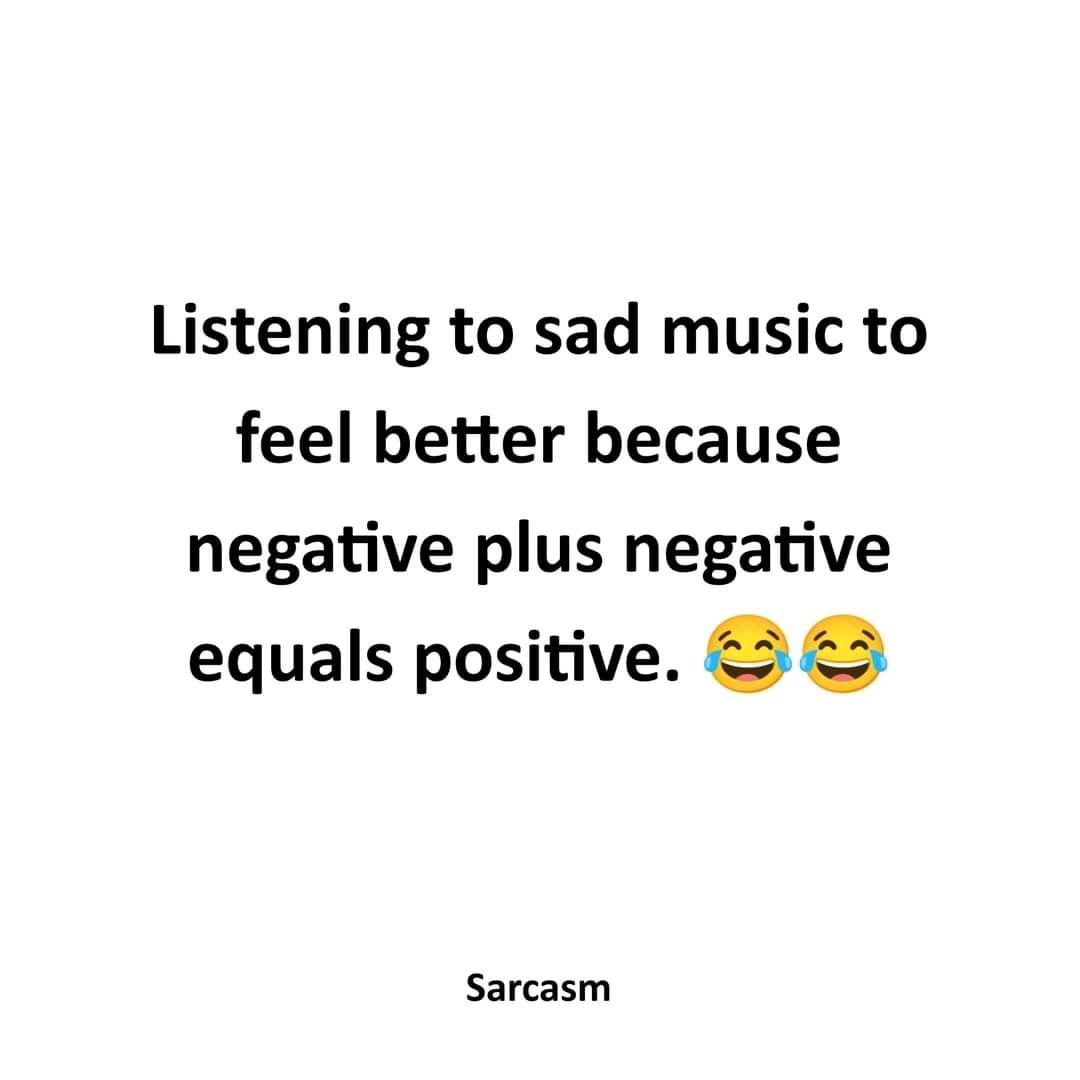 Listening to sad music to
feel better because
negative plus negative
equals positive. 😂😂
Sarcasm